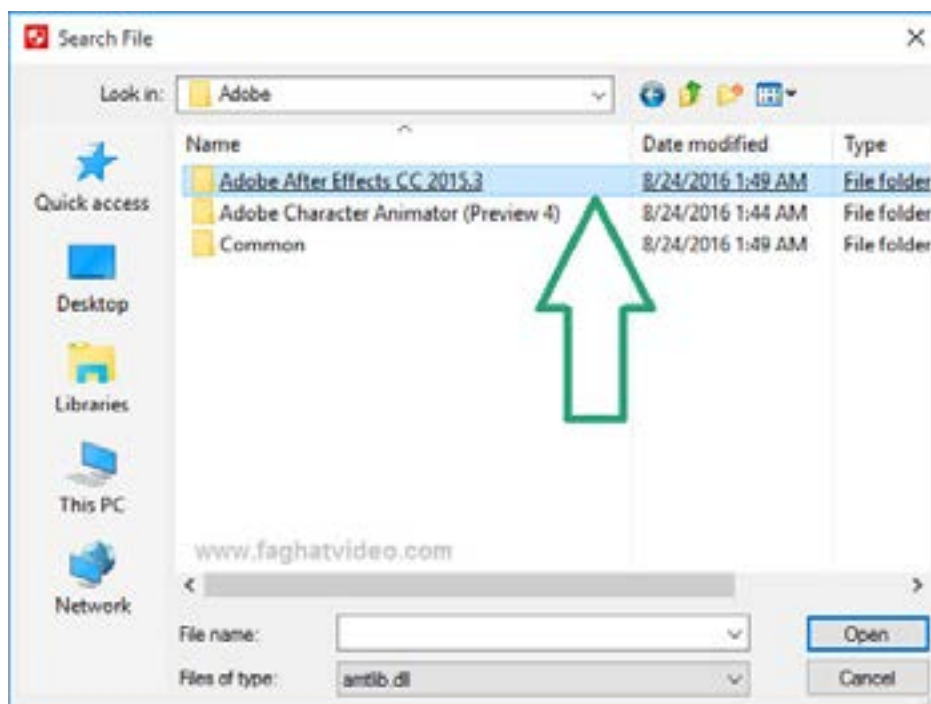 Search File
Look in: Adobe
Name Date modified Type
Adobe After Effects CC 2015.3 8/24/2016 1:49 AM File folder
Adobe Character Animator (Preview 4) 8/24/2016 1:44 AM File folder
Common 8/24/2016 1:49 AM File folder
Quick access
Desktop
Libraries
This PC
Network
www.faghatvideo.com
File name: Open
Files of type: amtlib.dll Cancel